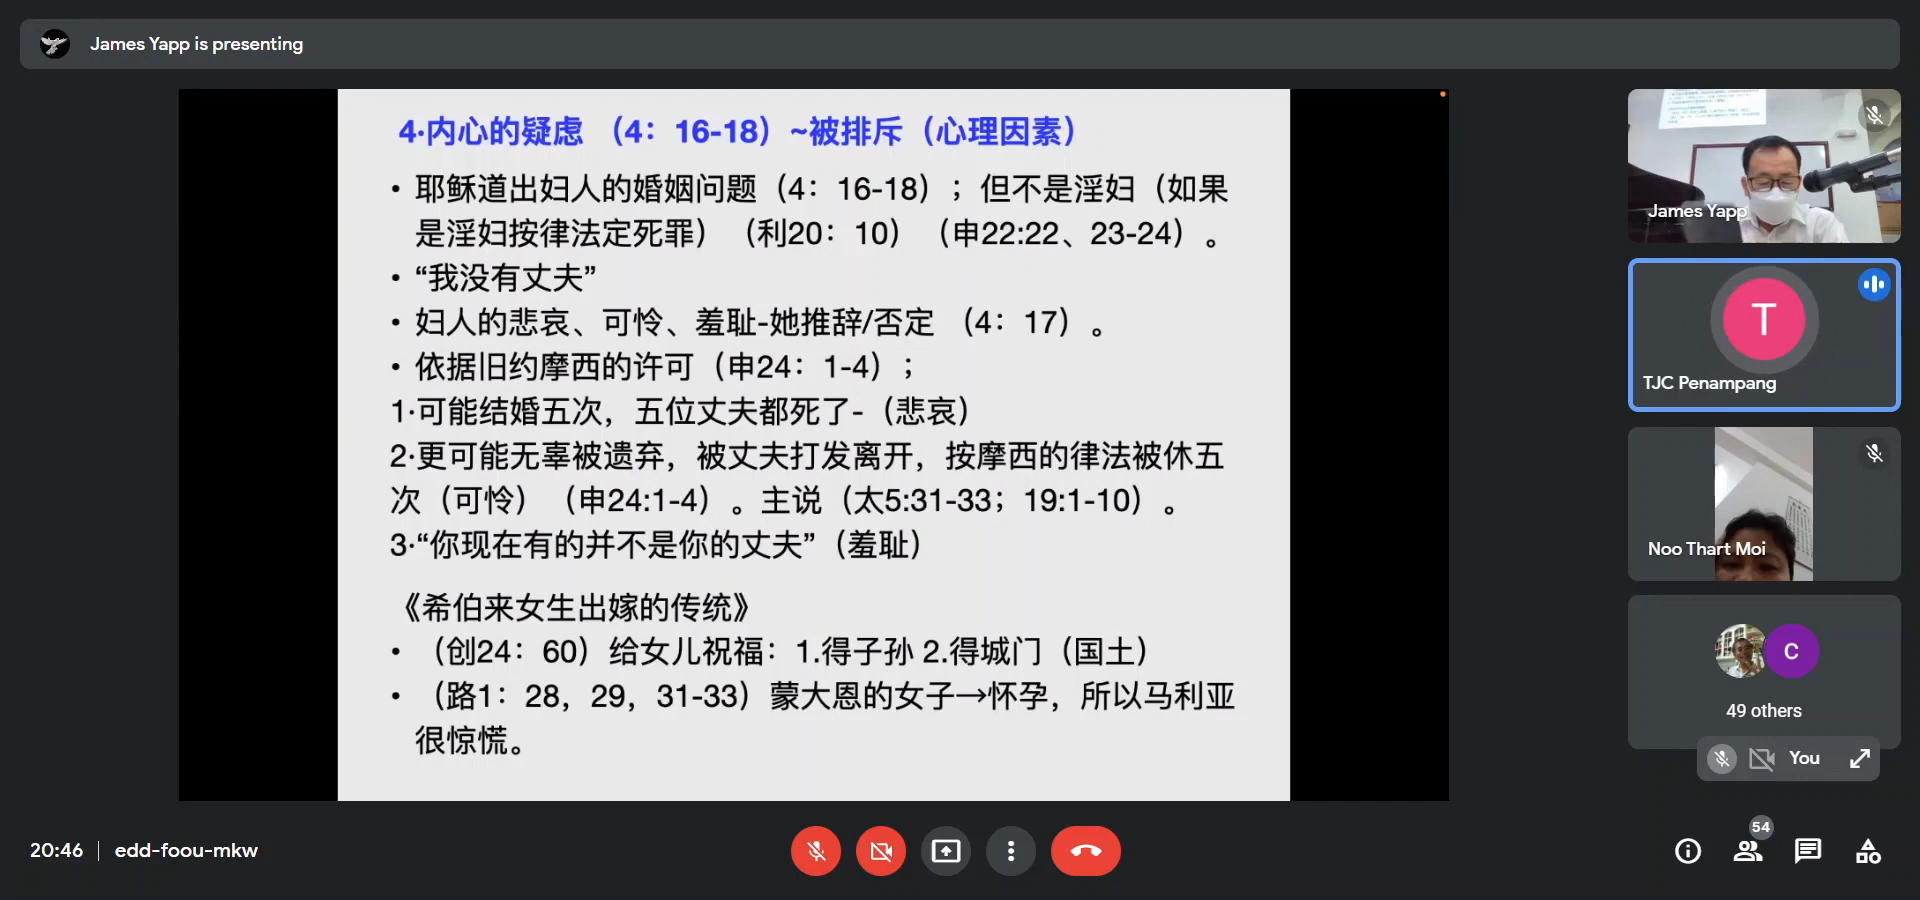 James Yapp is presenting
4·内心的疑虑 （4：16-18）~被排斥（心理因素）
• 耶稣道出妇人的婚姻问题（4：16-18）；但不是淫妇（如果
是淫妇按律法定死罪）（利20：10）（申22:22、23-24）。
• “我没有丈夫”
• 妇人的悲哀、可怜、羞耻-她推辞/否定 （4：17）。
• 依据旧约摩西的许可（申24：1-4）；
1·可能结婚五次，五位丈夫都死了-（悲哀）
2·更可能无辜被遗弃，被丈夫打发离开，按摩西的律法被休五
次（可怜）（申24:1-4）。主说（太5:31-33；19:1-10）。
3·“你现在有的并不是你的丈夫”（羞耻）
《希伯来女生出嫁的传统》
• （创24：60）给女儿祝福：1.得子孙 2.得城门（国土）
• （路1：28，29，31-33）蒙大恩的女子→怀孕，所以马利亚
很惊慌。
James Yapp
T
TJC Penampang
Noo Thart Moi
C
49 others
You
20:46 | edd-foou-mkw
54